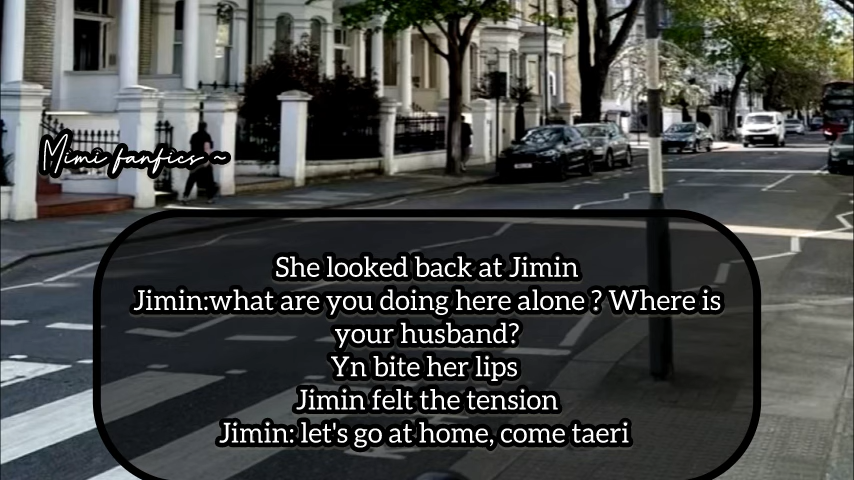 Mimi fanfics ~
She looked back at Jimin
Jimin:what are you doing here alone ? Where is
your husband?
Yn bite her lips
Jimin felt the tension
Jimin: let's go at home, come taeri